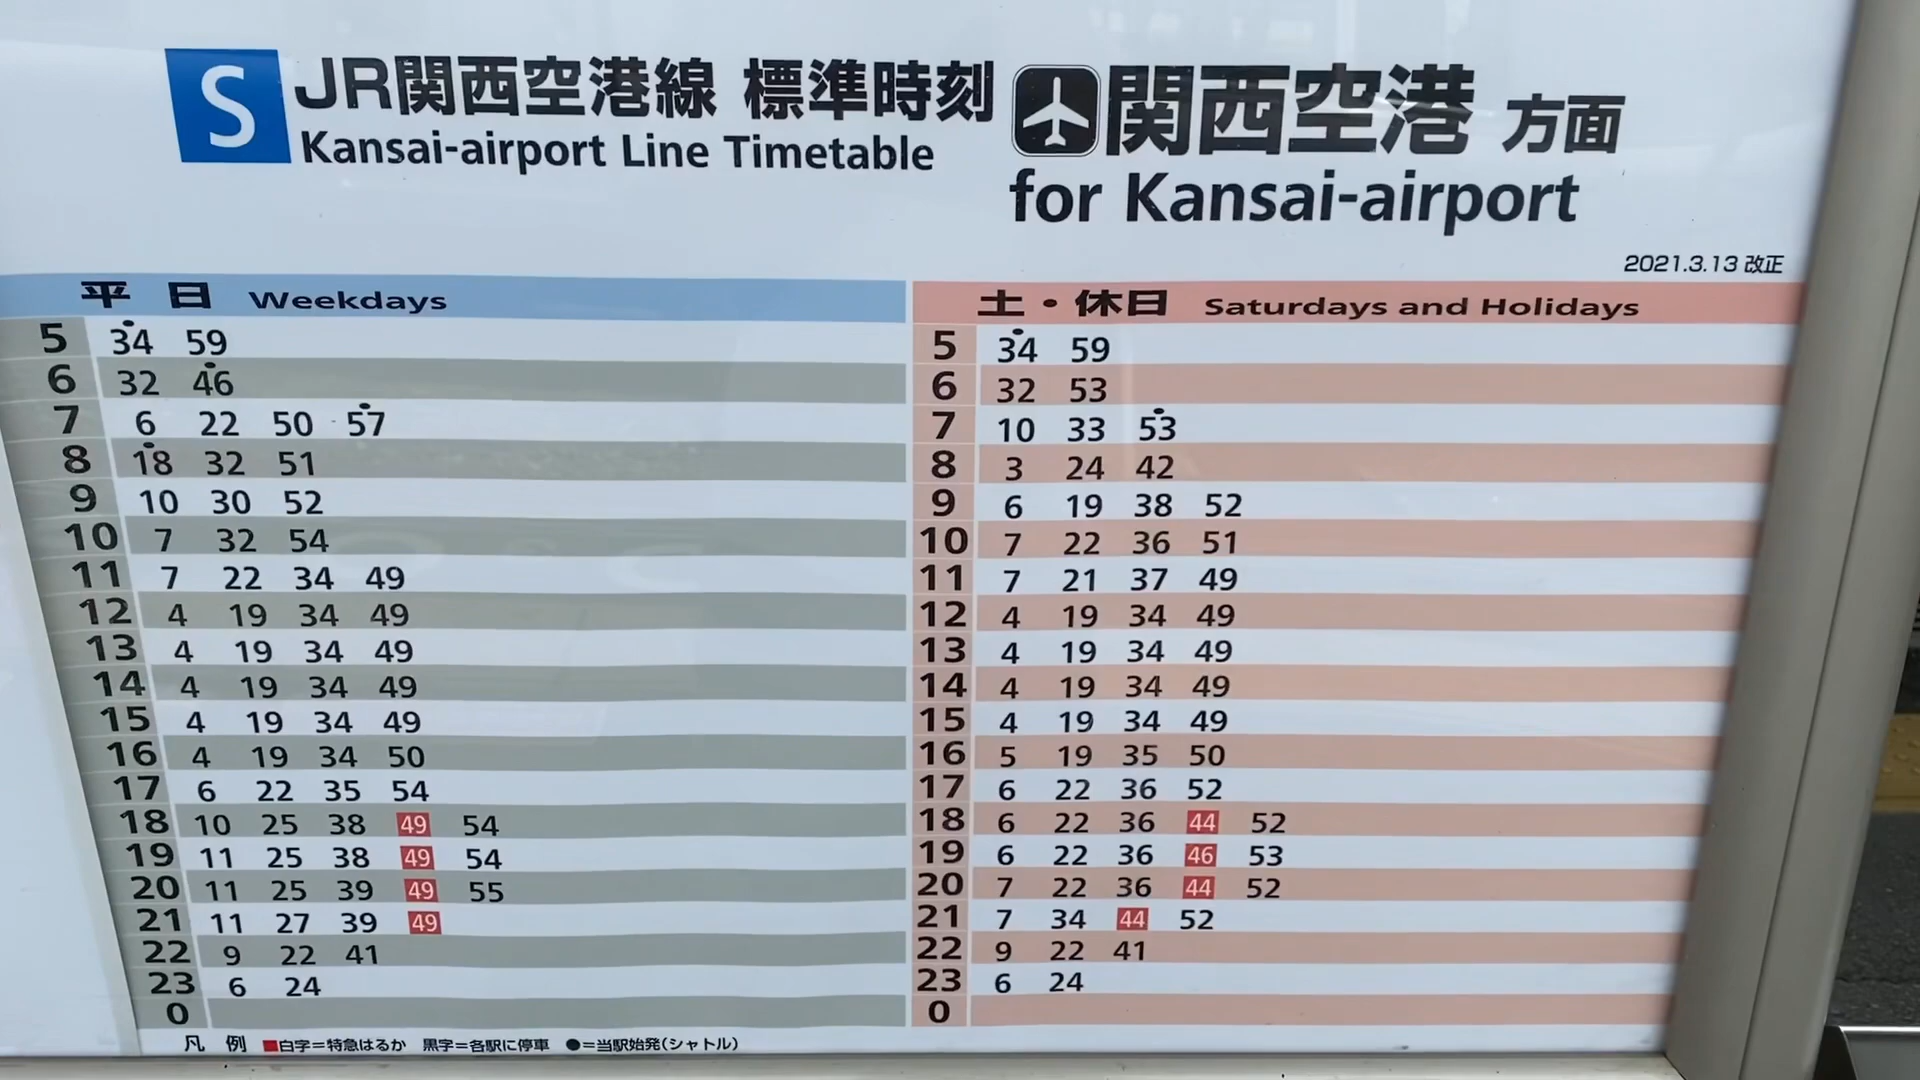 S JR関西空港線 標準時刻 関西空港 方面
Kansai-airport Line Timetable for Kansai-airport
2021.3.13 改正
平 日 Weekdays
5 34 59
6 32 46
7 6 22 50 57
8 18 32 51
9 10 30 52
10 7 32 54
11 7 22 34 49
12 4 19 34 49
13 4 19 34 49
14 4 19 34 49
15 4 19 34 49
16 4 19 34 50
17 6 22 35 54
18 10 25 38 49 54
19 11 25 38 49 54
20 11 25 39 49 55
21 11 27 39 49
22 9 22 41
23 6 24
0
土・休日 Saturdays and Holidays
5 34 59
6 32 53
7 10 33 53
8 3 24 42
9 6 19 38 52
10 7 22 36 51
11 7 21 37 49
12 4 19 34 49
13 4 19 34 49
14 4 19 34 49
15 4 19 34 49
16 5 19 35 50
17 6 22 36 52
18 6 22 36 44 52
19 6 22 36 46 53
20 7 22 36 44 52
21 7 34 44 52
22 9 22 41
23 6 24
0
凡 例 ■白字=特急はるか 黒字=各駅に停車 ●=当駅始発(シャトル)